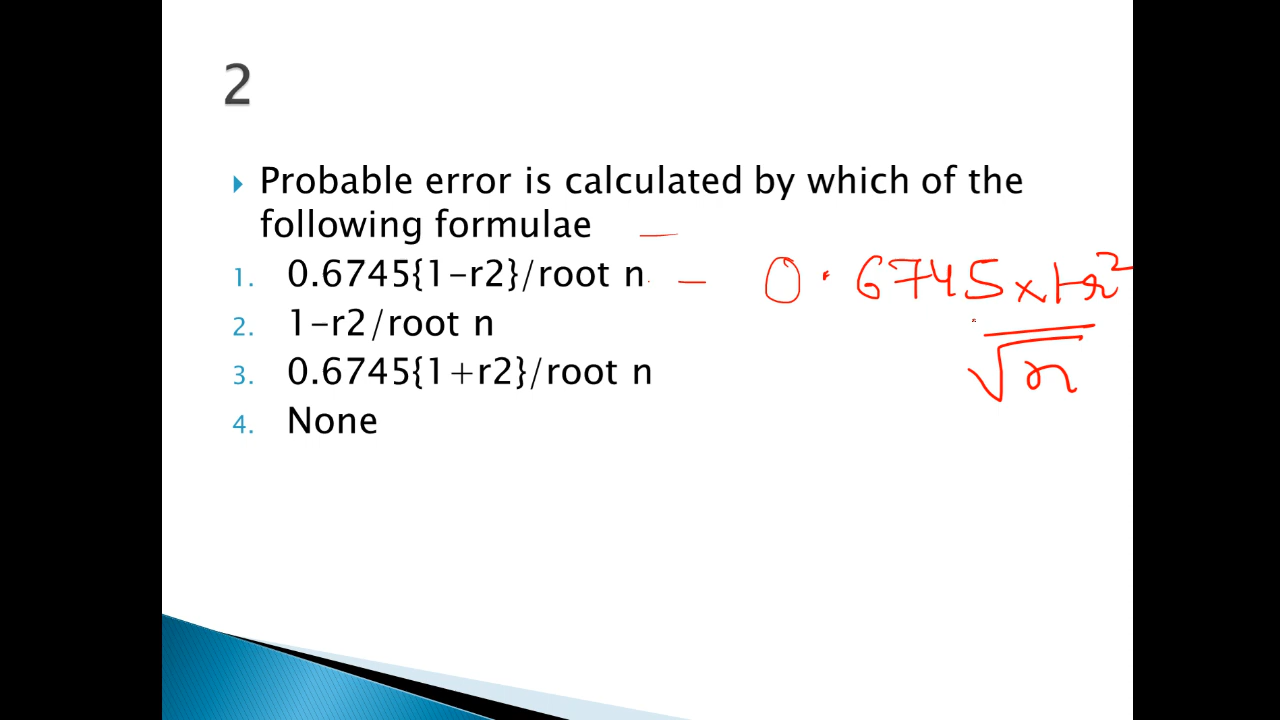 2
Probable error is calculated by which of the
following formulae
1. 0.6745{1-r2}/root n - 0.6745 x 1-r²
2. 1-r2/root n
√n
3. 0.6745{1+r2}/root n
4. None